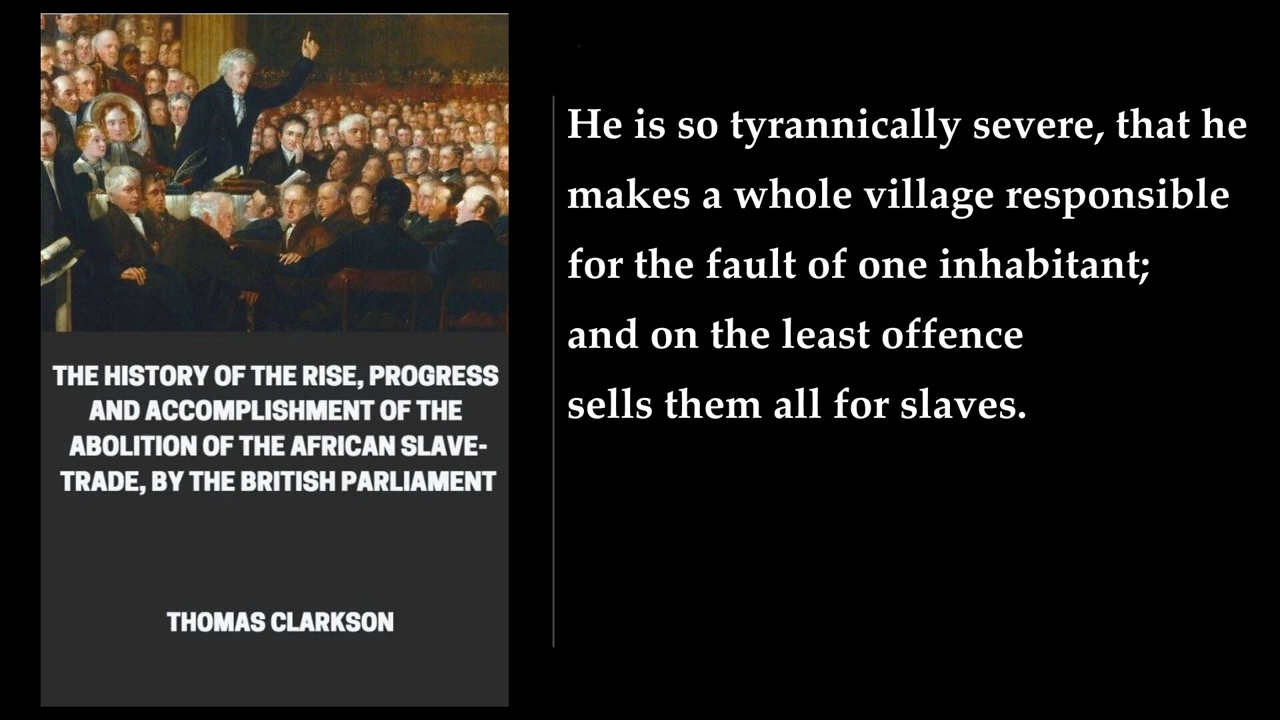 THE HISTORY OF THE RISE, PROGRESS
AND ACCOMPLISHMENT OF THE
ABOLITION OF THE AFRICAN SLAVE-
TRADE, BY THE BRITISH PARLIAMENT
THOMAS CLARKSON
He is so tyrannically severe, that he
makes a whole village responsible
for the fault of one inhabitant;
and on the least offence
sells them all for slaves.